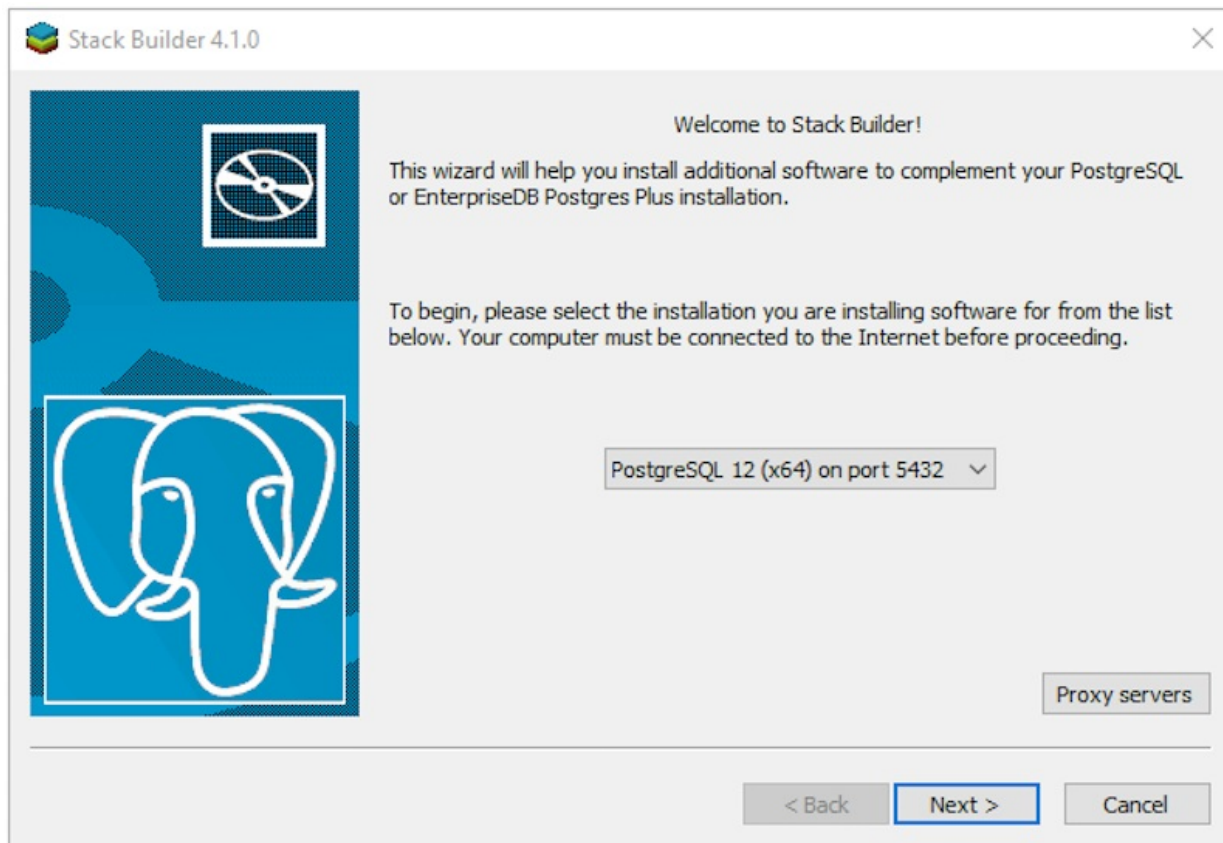 Stack Builder 4.1.0
Welcome to Stack Builder!
This wizard will help you install additional software to complement your PostgreSQL
or EnterpriseDB Postgres Plus installation.
To begin, please select the installation you are installing software for from the list
below. Your computer must be connected to the Internet before proceeding.
PostgreSQL 12 (x64) on port 5432
Proxy servers
< Back
Next >
Cancel